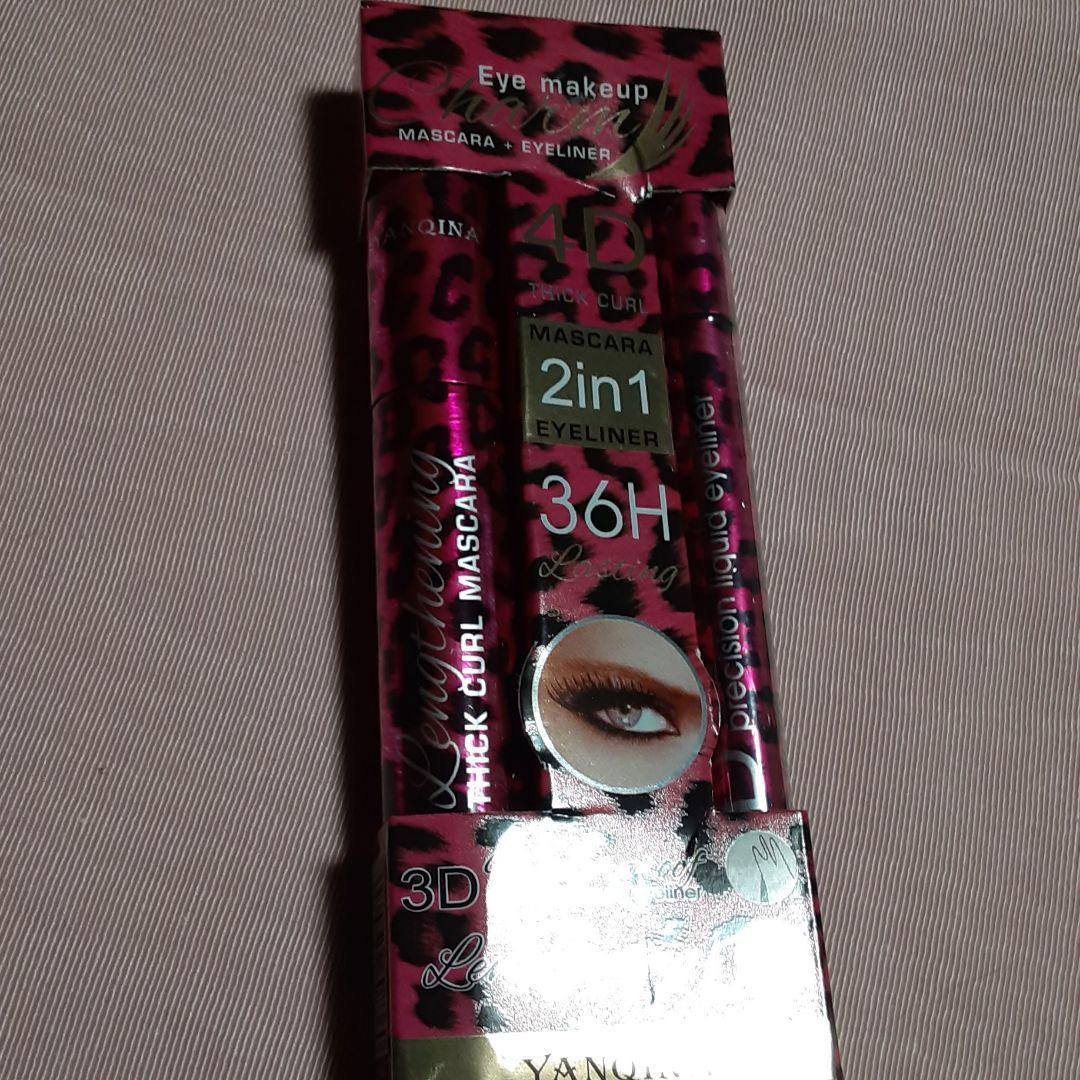 Eye makeup
Charm
MASCARA + EYELINER
YANQINA
4D
THICK CURL
MASCARA
2in1
EYELINER
36H
Lasting
Lengthening
THICK CURL MASCARA
precision liquid eyeliner
3D
YANQINA